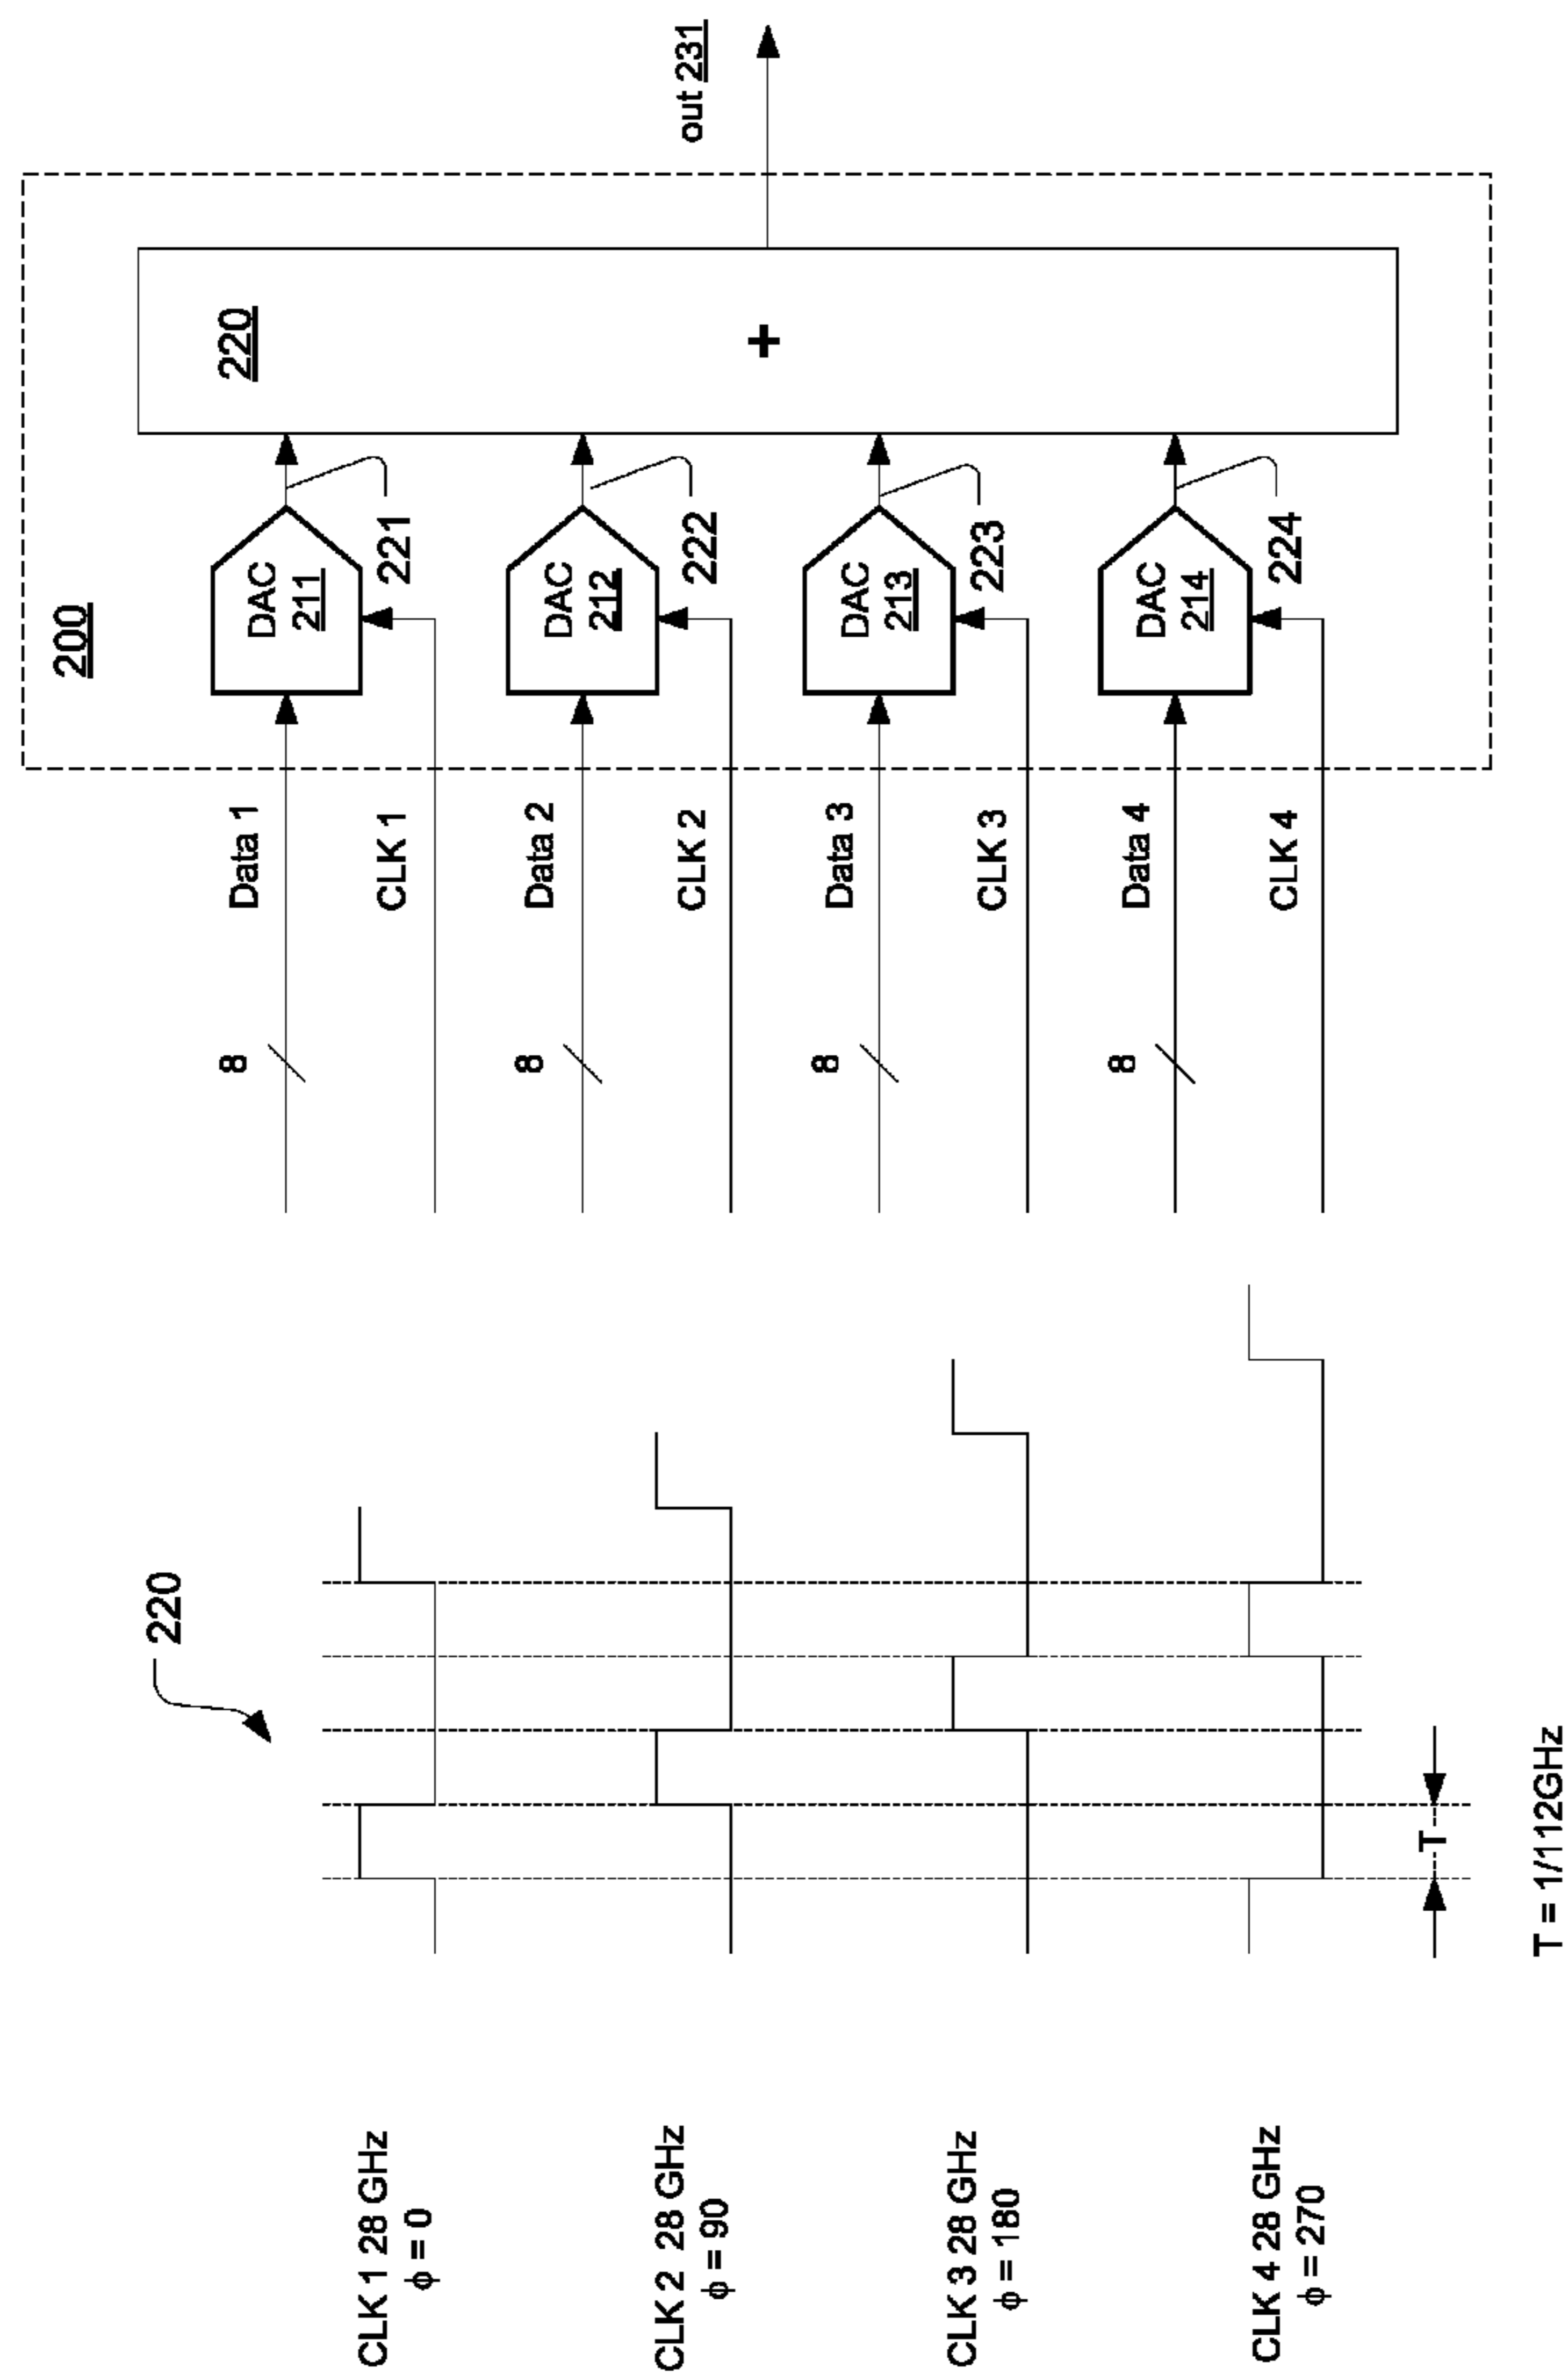 220
CLK 1 28 GHz
ϕ = 0
CLK 2 28 GHz
ϕ = 90
CLK 3 28 GHz
ϕ = 180
CLK 4 28 GHz
ϕ = 270
T
T = 1/112GHz
8
Data 1
CLK 1
8
Data 2
CLK 2
8
Data 3
CLK 3
8
Data 4
CLK 4
200
DAC
211
221
DAC
212
222
DAC
213
223
DAC
214
224
220
+
out 231